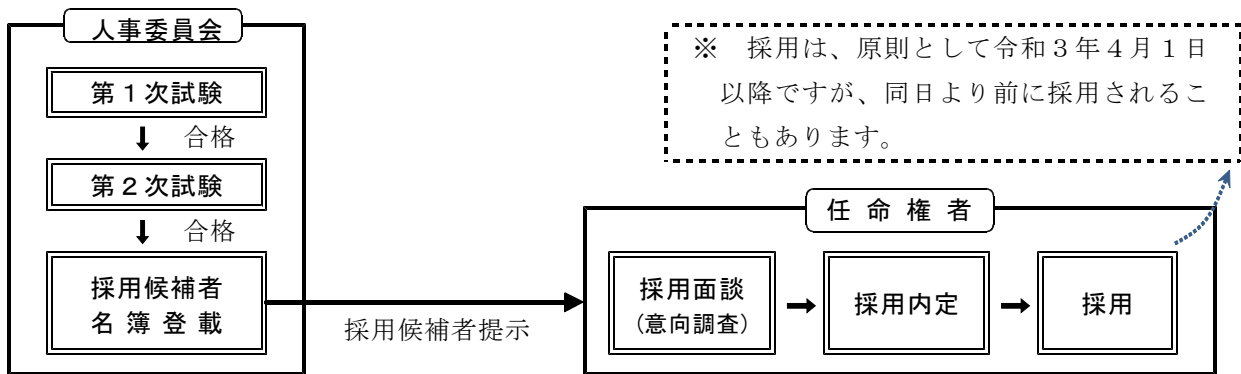 人事委員会
第１次試験
合格
第２次試験
合格
採用候補者
名簿登載
採用候補者提示
※　採用は、原則として令和３年４月１日
以降ですが、同日より前に採用されるこ
ともあります。
任命権者
採用面談
(意向調査)
採用内定
採用